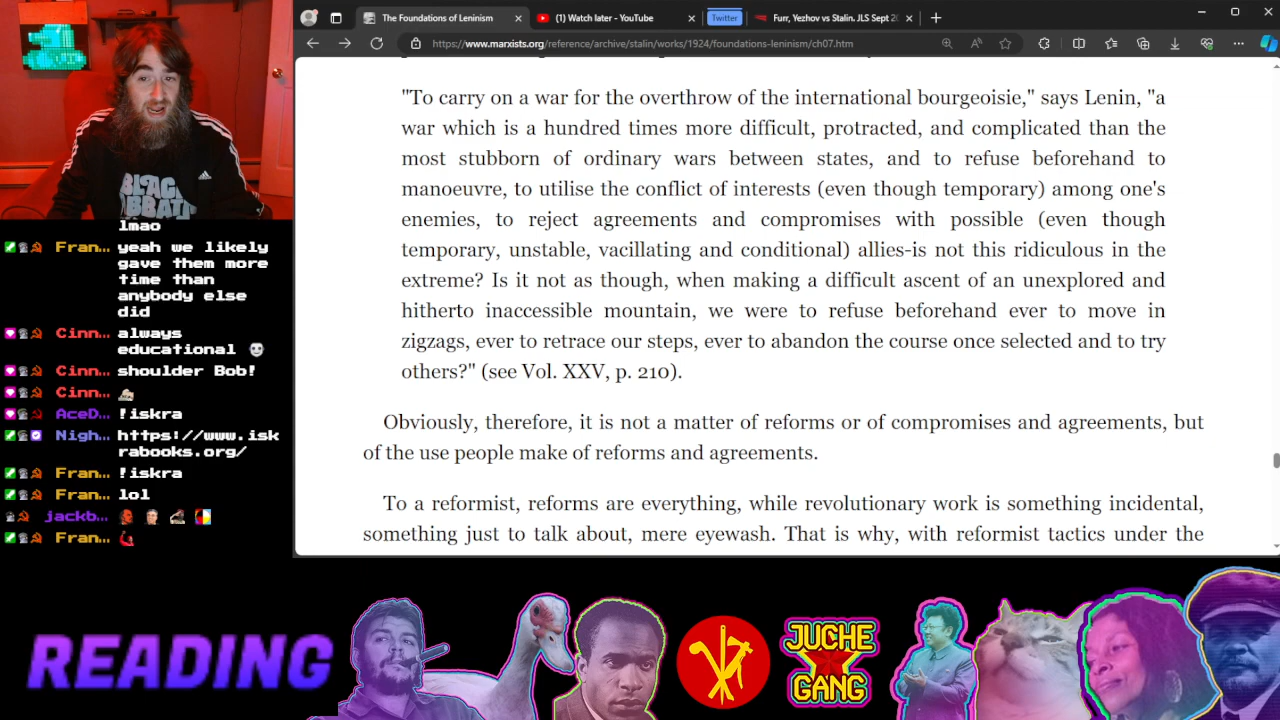 The Foundations of Leninism
(1) Watch later - YouTube
Twitter
Furr, Yezhov vs Stalin. JLS Sept 20
https://www.marxists.org/reference/archive/stalin/works/1924/foundations-leninism/ch07.htm
"To carry on a war for the overthrow of the international bourgeoisie," says Lenin, "a
war which is a hundred times more difficult, protracted, and complicated than the
most stubborn of ordinary wars between states, and to refuse beforehand to
manoeuvre, to utilise the conflict of interests (even though temporary) among one's
enemies, to reject agreements and compromises with possible (even though
temporary, unstable, vacillating and conditional) allies-is not this ridiculous in the
extreme? Is it not as though, when making a difficult ascent of an unexplored and
hitherto inaccessible mountain, we were to refuse beforehand ever to move in
zigzags, ever to retrace our steps, ever to abandon the course once selected and to try
others?" (see Vol. XXV, p. 210).
Obviously, therefore, it is not a matter of reforms or of compromises and agreements, but
of the use people make of reforms and agreements.
To a reformist, reforms are everything, while revolutionary work is something incidental,
something just to talk about, mere eyewash. That is why, with reformist tactics under the
BLACK
SABBATH
lmao
Fran... yeah we likely
gave them more
time than
anybody else
did
Cinn... always
educational
Cinn... shoulder Bob!
Cinn...
AceD... !iskra
Nigh... https://www.isk
rabooks.org/
Fran... !iskra
Fran... lol
jackb...
Fran...
READING
JUCHE
GANG